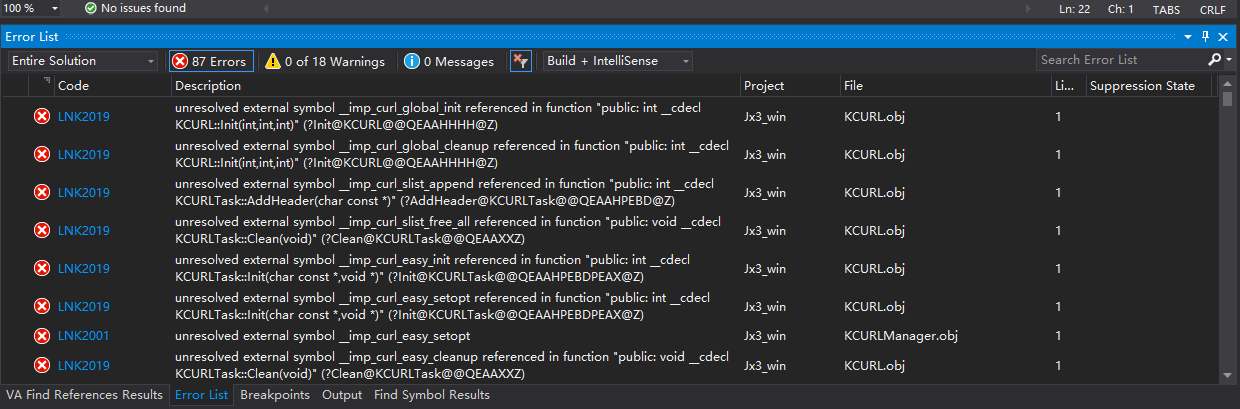 100 % No issues found Ln: 22 Ch: 1 TABS CRLF
Error List
Entire Solution 87 Errors 0 of 18 Warnings 0 Messages Build + IntelliSense Search Error List
Code Description Project File Li... Suppression State
LNK2019 unresolved external symbol __imp_curl_global_init referenced in function "public: int __cdecl Jx3_win KCURL.obj 1
KCURL::Init(int,int,int)" (?Init@KCURL@@QEAAHHHH@Z)
LNK2019 unresolved external symbol __imp_curl_global_cleanup referenced in function "public: int __cdecl Jx3_win KCURL.obj 1
KCURL::Init(int,int,int)" (?Init@KCURL@@QEAAHHHH@Z)
LNK2019 unresolved external symbol __imp_curl_slist_append referenced in function "public: int __cdecl Jx3_win KCURL.obj 1
KCURLTask::AddHeader(char const *)" (?AddHeader@KCURLTask@@QEAAHPEBD@Z)
LNK2019 unresolved external symbol __imp_curl_slist_free_all referenced in function "public: void __cdecl Jx3_win KCURL.obj 1
KCURLTask::Clean(void)" (?Clean@KCURLTask@@QEAAXXZ)
LNK2019 unresolved external symbol __imp_curl_easy_init referenced in function "public: int __cdecl Jx3_win KCURL.obj 1
KCURLTask::Init(char const *,void *)" (?Init@KCURLTask@@QEAAHPEBDPEAX@Z)
LNK2019 unresolved external symbol __imp_curl_easy_setopt referenced in function "public: int __cdecl Jx3_win KCURL.obj 1
KCURLTask::Init(char const *,void *)" (?Init@KCURLTask@@QEAAHPEBDPEAX@Z)
LNK2001 unresolved external symbol __imp_curl_easy_setopt Jx3_win KCURLManager.obj 1
LNK2019 unresolved external symbol __imp_curl_easy_cleanup referenced in function "public: void __cdecl Jx3_win KCURL.obj 1
KCURLTask::Clean(void)" (?Clean@KCURLTask@@QEAAXXZ)
VA Find References Results Error List Breakpoints Output Find Symbol Results